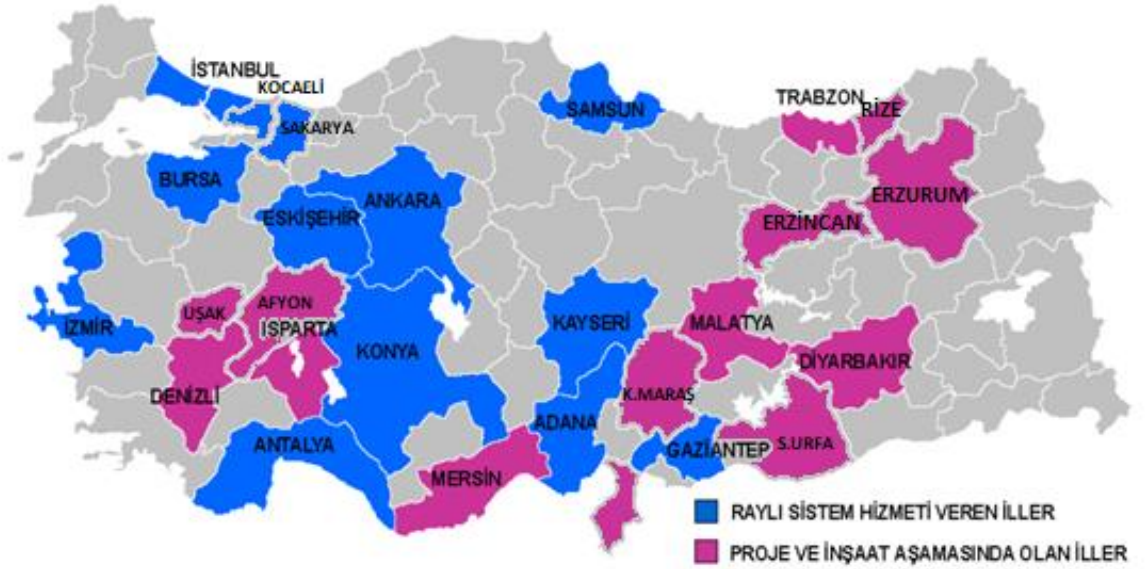 İSTANBUL
KOCAELİ
SAKARYA
SAMSUN
TRABZON
RİZE
BURSA
ESKİŞEHİR
ANKARA
ERZURUM
ERZİNCAN
UŞAK
AFYON
ISPARTA
İZMİR
KONYA
KAYSERİ
MALATYA
DİYARBAKIR
DENİZLİ
K.MARAŞ
ANTALYA
ADANA
GAZİANTEP
S.URFA
MERSİN
RAYLI SİSTEM HİZMETİ VEREN İLLER
PROJE VE İNŞAAT AŞAMASINDA OLAN İLLER